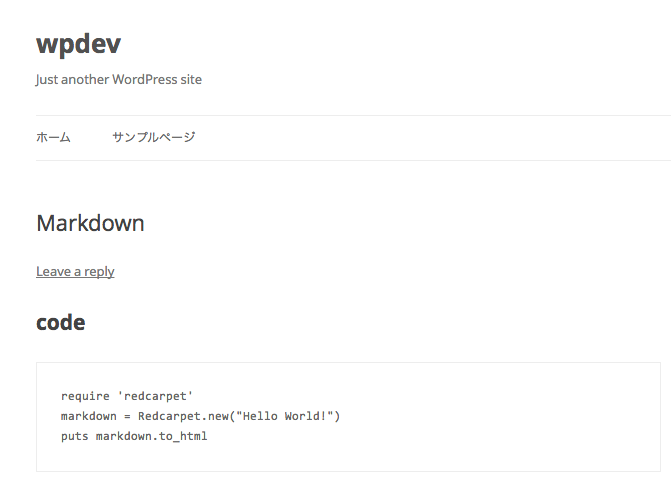 wpdev
Just another WordPress site
ホーム サンプルページ
Markdown
Leave a reply
code
require 'redcarpet'
markdown = Redcarpet.new("Hello World!")
puts markdown.to_html